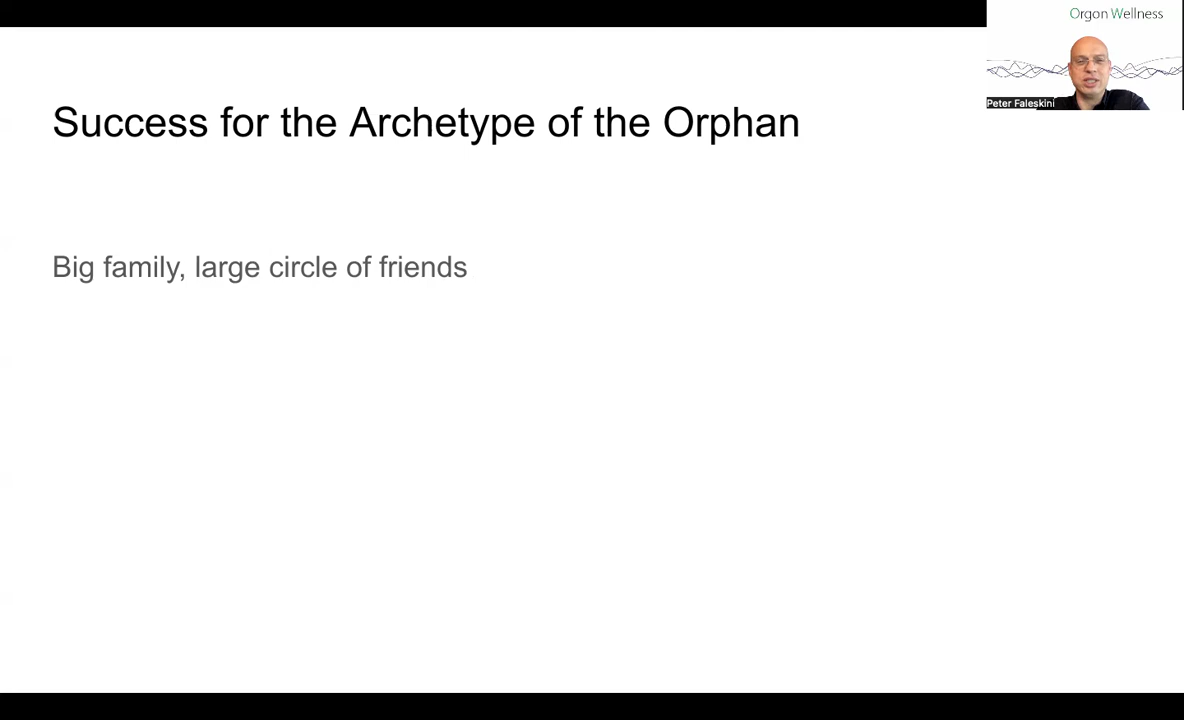 Orgon Wellness
Peter Faleskini
Success for the Archetype of the Orphan
Big family, large circle of friends